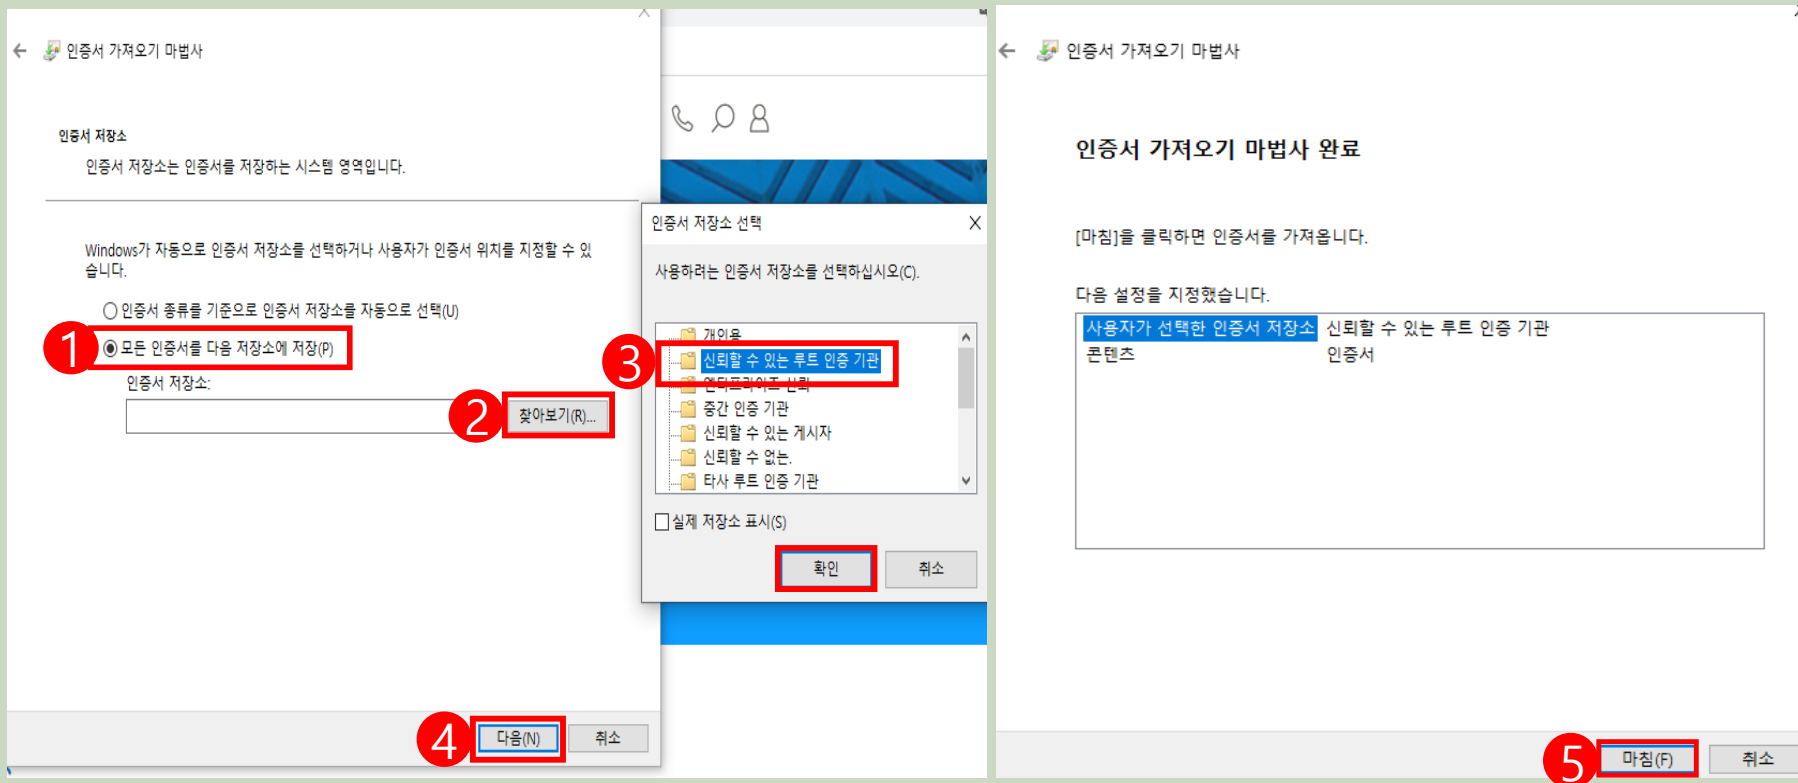 인증서 가져오기 마법사
인증서 저장소
인증서 저장소는 인증서를 저장하는 시스템 영역입니다.
Windows가 자동으로 인증서 저장소를 선택하거나 사용자가 인증서 위치를 지정할 수 있
습니다.
인증서 종류를 기준으로 인증서 저장소를 자동으로 선택(U)
1
모든 인증서를 다음 저장소에 저장(P)
인증서 저장소:
2
찾아보기(R)...
4
다음(N)
취소
인증서 저장소 선택
사용하려는 인증서 저장소를 선택하십시오(C).
개인용
3
신뢰할 수 있는 루트 인증 기관
엔터프라이즈 신뢰
중간 인증 기관
신뢰할 수 있는 게시자
신뢰할 수 없는.
타사 루트 인증 기관
실제 저장소 표시(S)
확인
취소
인증서 가져오기 마법사
인증서 가져오기 마법사 완료
[마침]을 클릭하면 인증서를 가져옵니다.
다음 설정을 지정했습니다.
사용자가 선택한 인증서 저장소 신뢰할 수 있는 루트 인증 기관
콘텐츠 인증서
5
마침(F)
취소